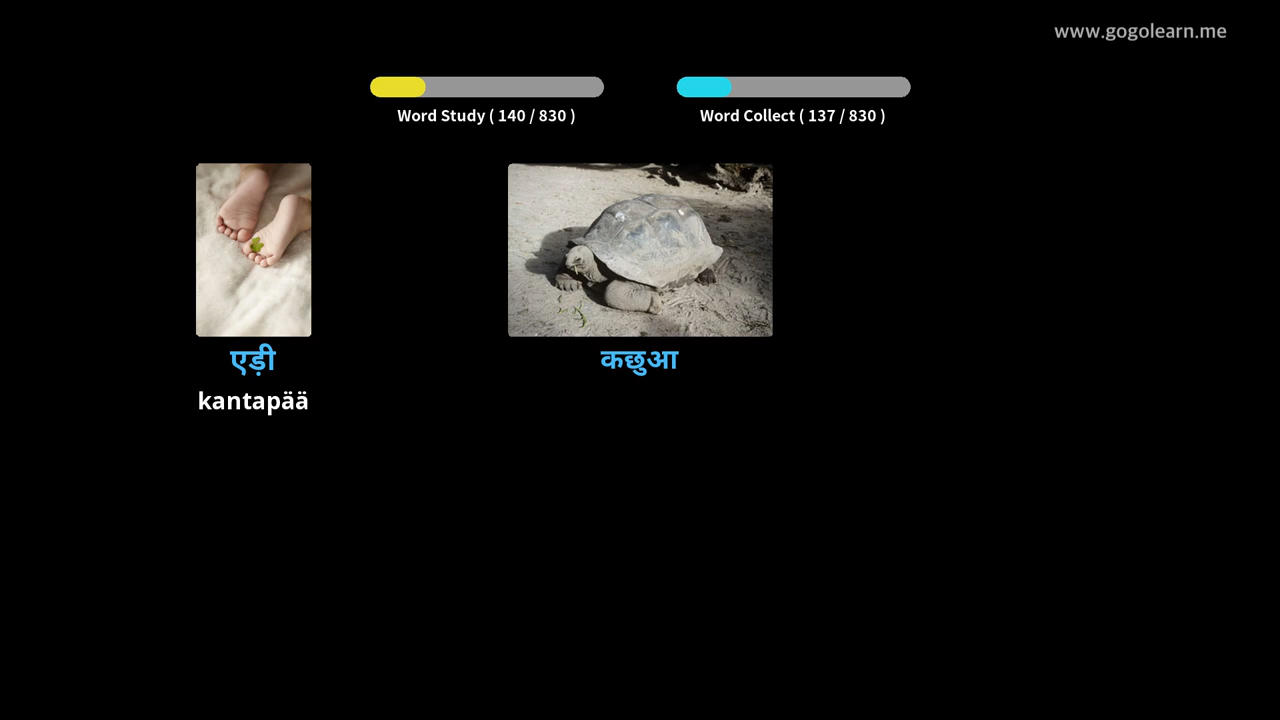 www.gogolearn.me
Word Study ( 140 / 830 )
Word Collect ( 137 / 830 )
एड़ी
kantapää
कछुआ